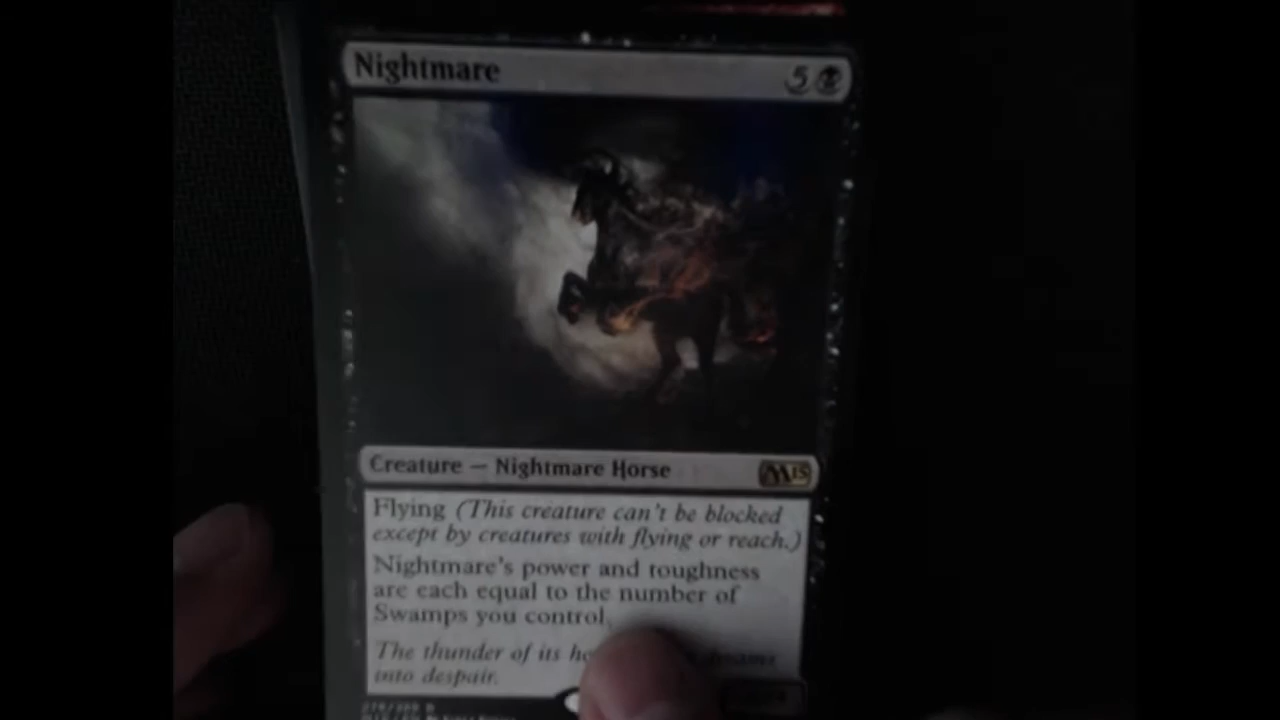 Nightmare 5
Creature — Nightmare Horse M15
Flying (This creature can't be blocked
except by creatures with flying or reach.)
Nightmare's power and toughness
are each equal to the number of
Swamps you control.
The thunder of its
into despair.